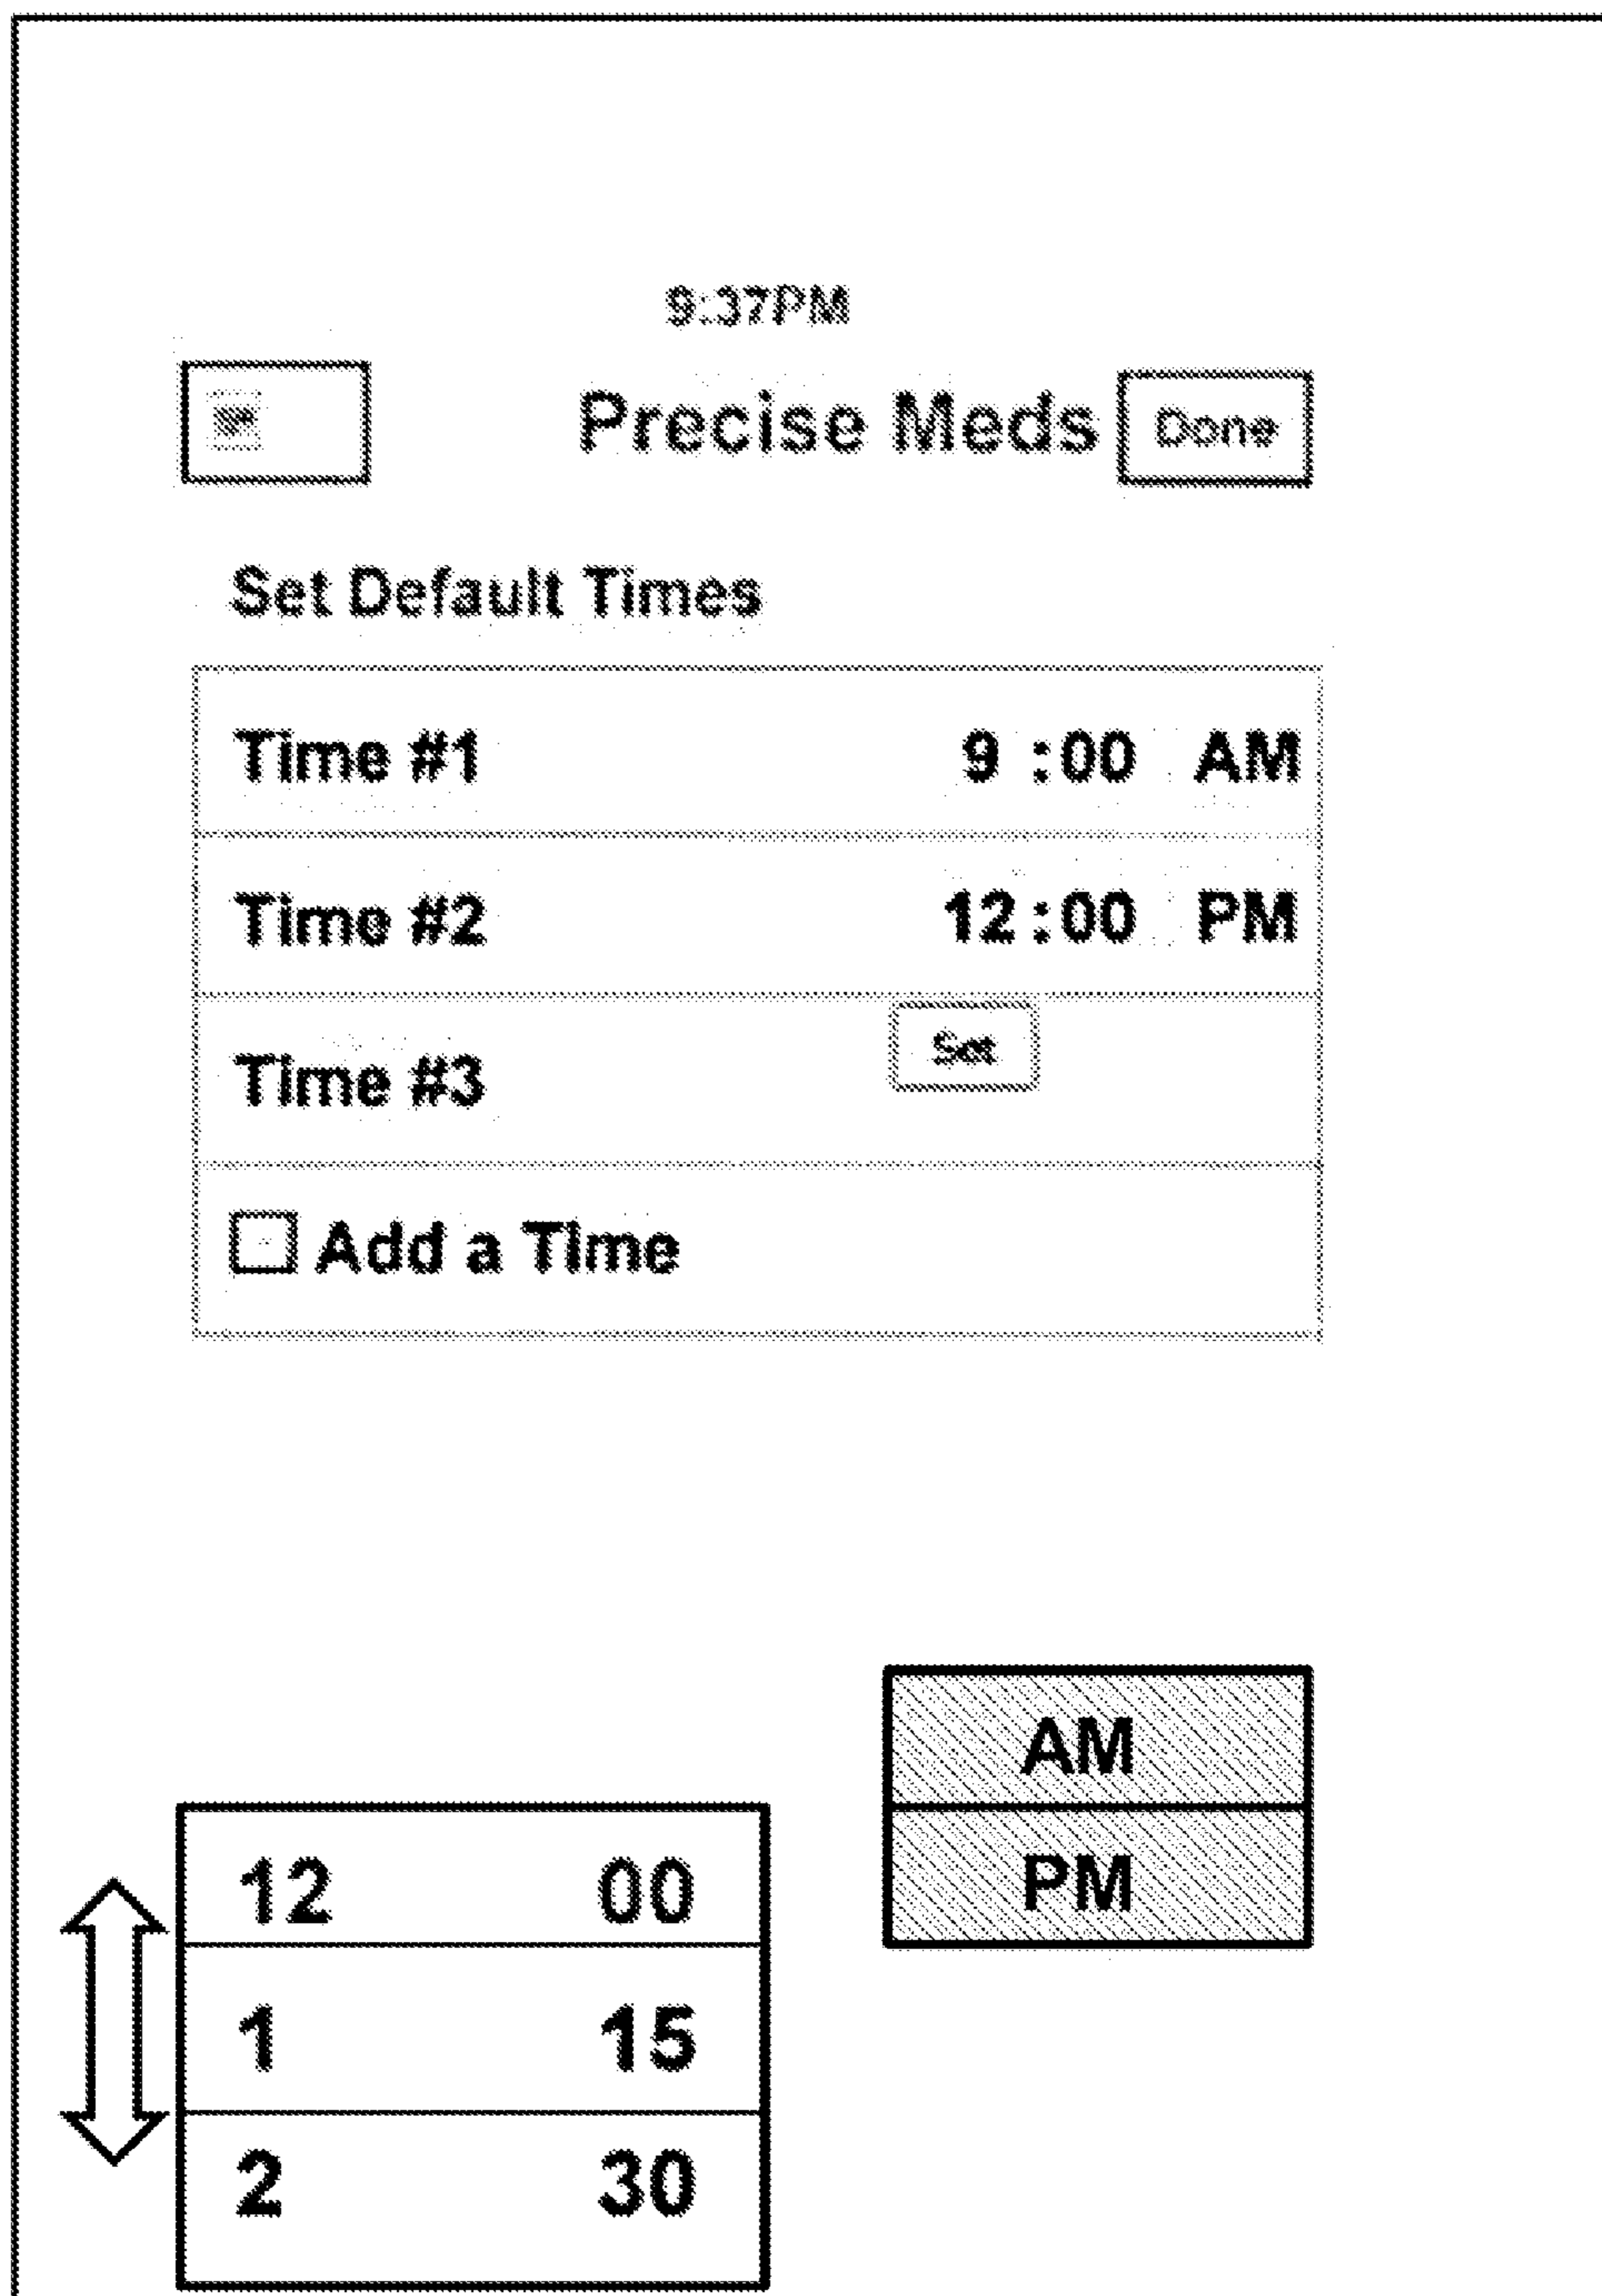 9:37PM
Precise Meds Done
Set Default Times
Time #1 9 :00 AM
Time #2 12:00 PM
Set
Time #3
Add a Time
AM
12 00
PM
1 15
2 30